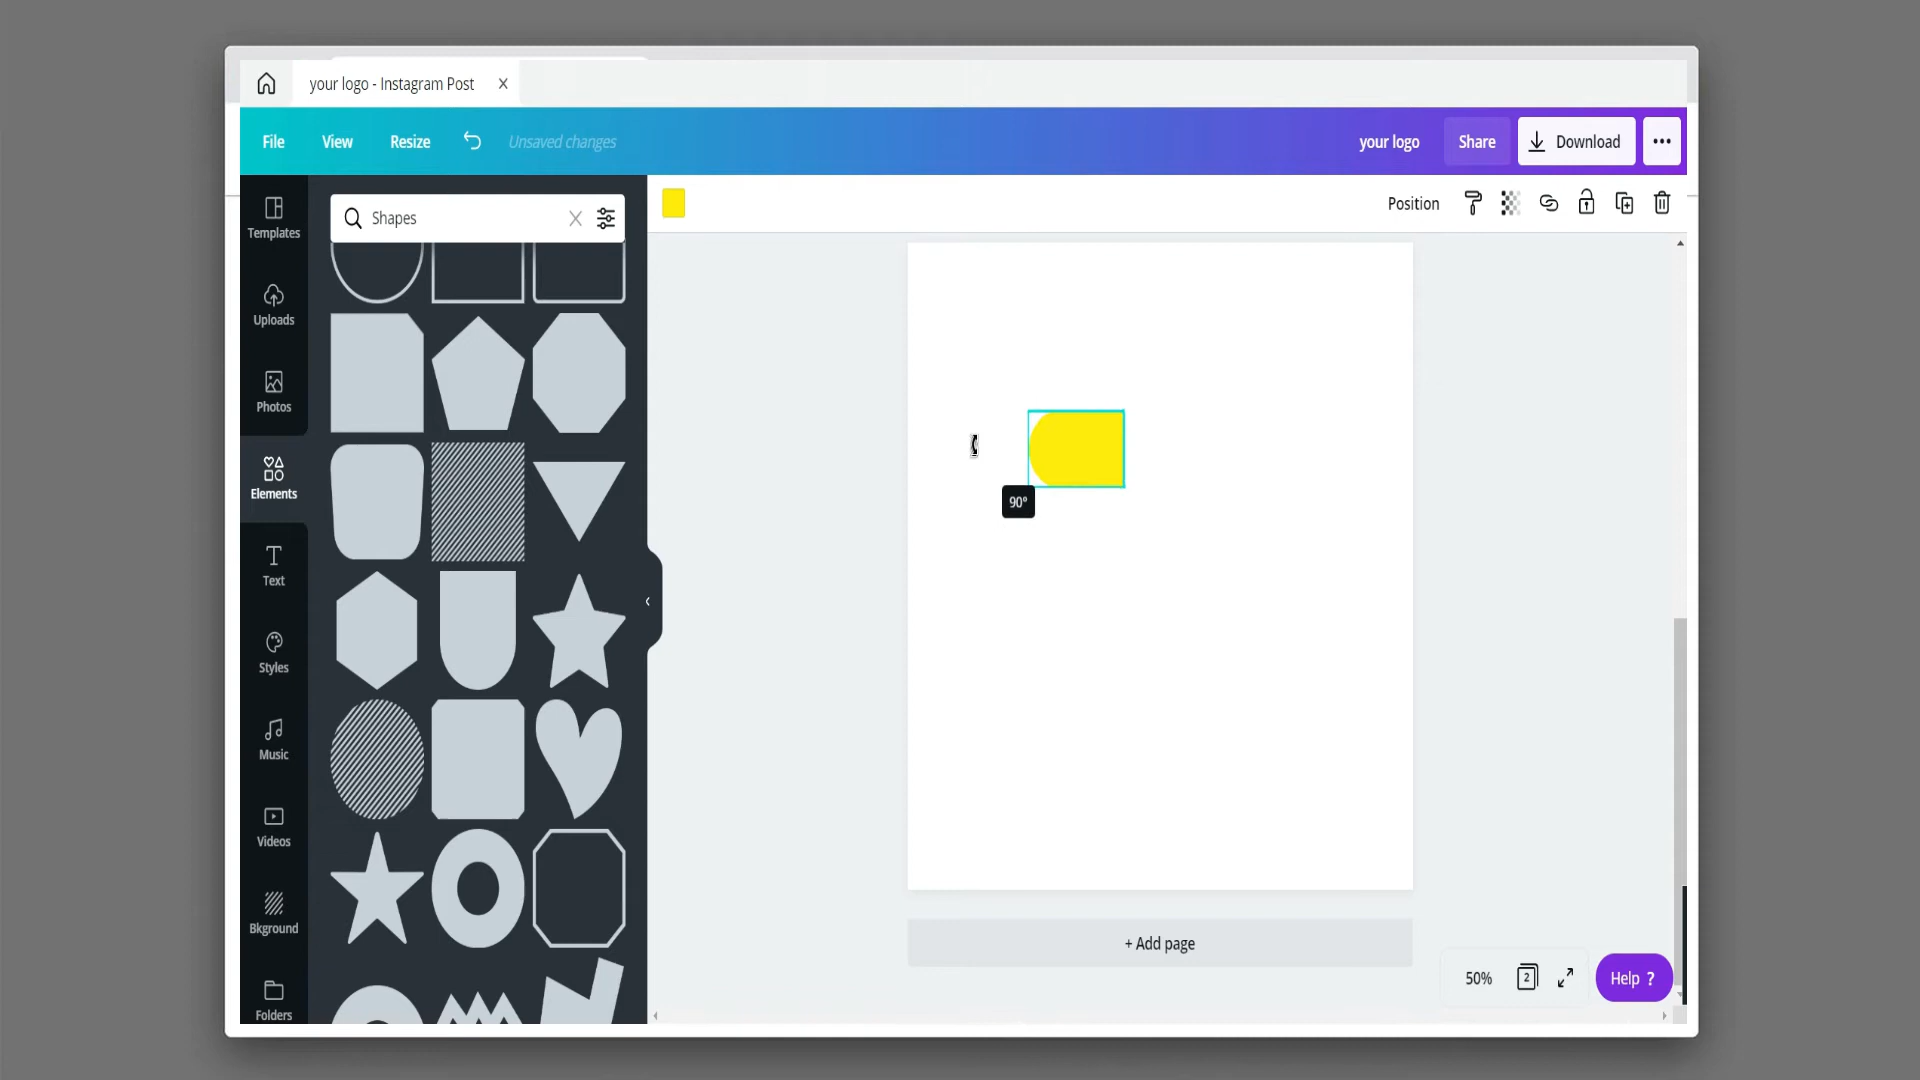 your logo - Instagram Post
File View Resize Unsaved changes your logo Share Download
Templates
Uploads
Photos
Elements
Text
Styles
Music
Videos
Bkground
Folders
Shapes
Position
90°
+ Add page
50% 2 Help ?